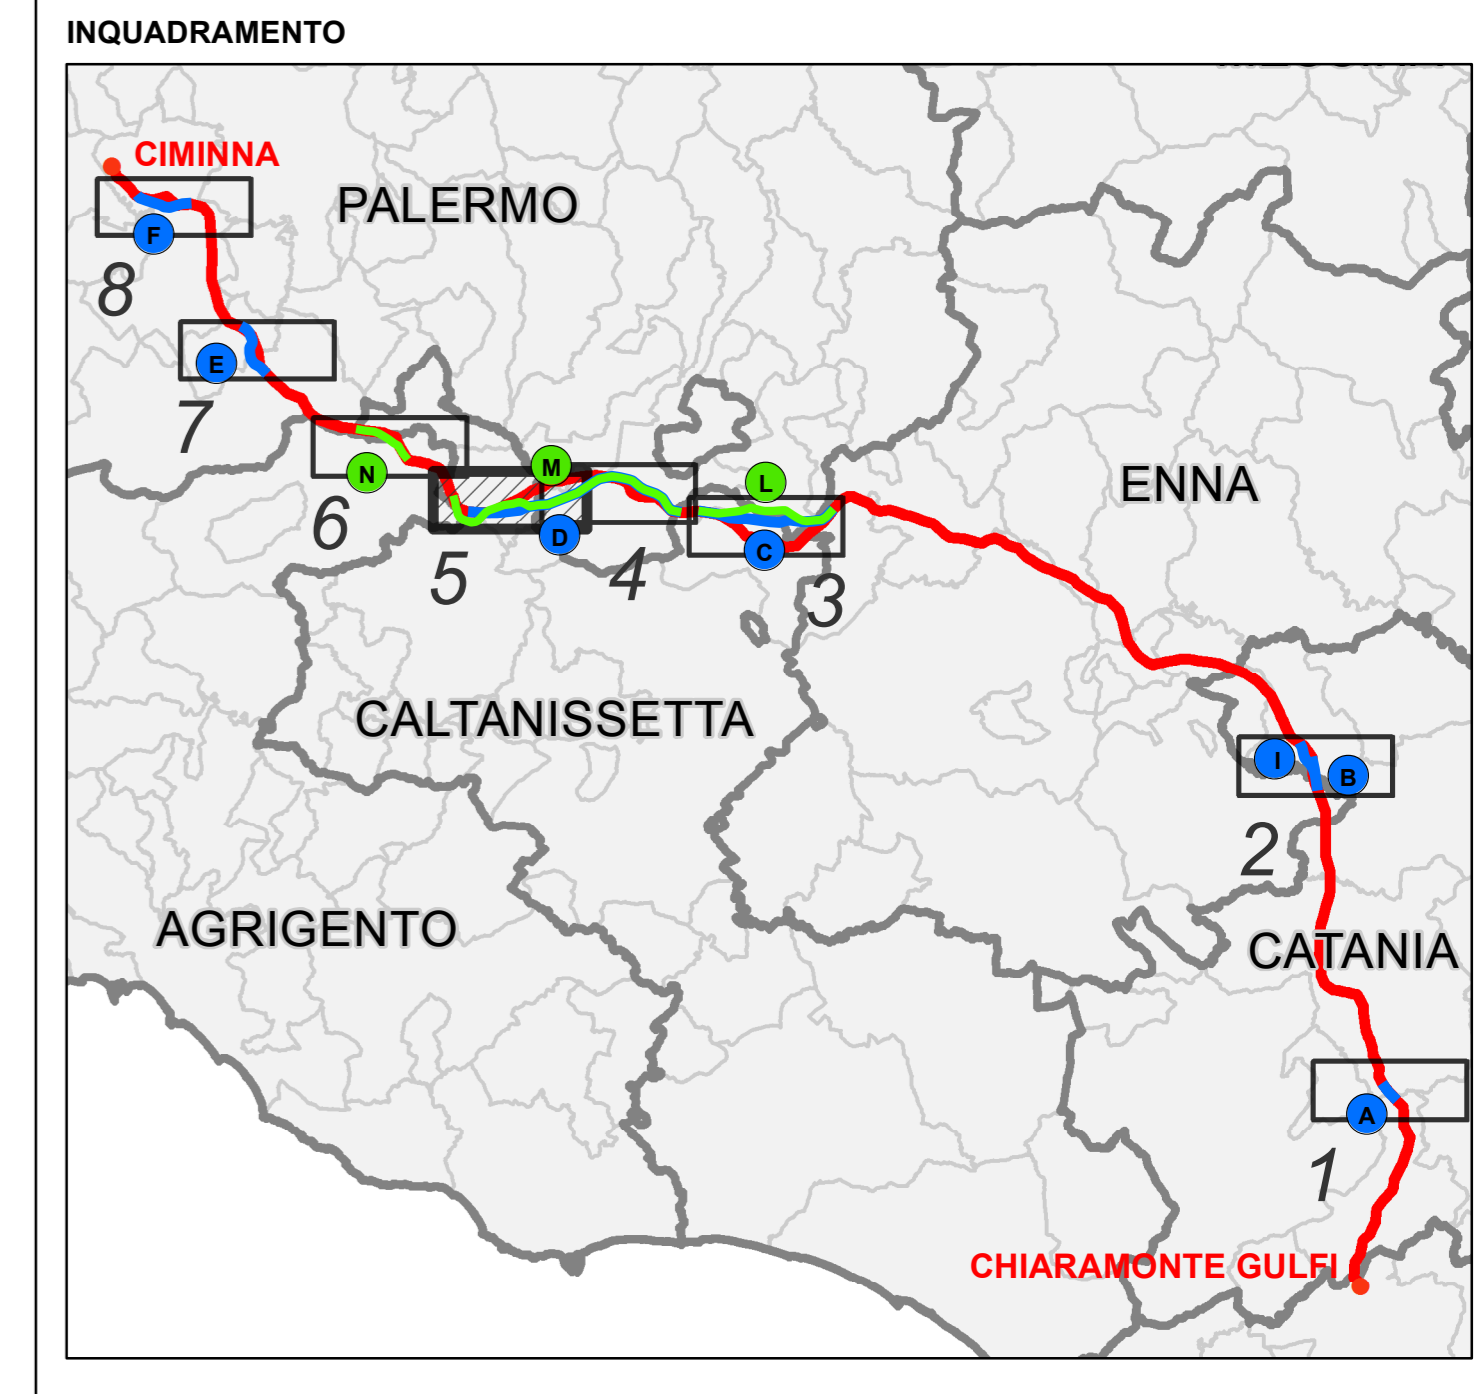 INQUADRAMENTO
CIMINNA
PALERMO
F
8
E
7
N
6
M
L
D
C
5
4
3
ENNA
CALTANISSETTA
I
B
2
AGRIGENTO
CATANIA
A
1
CHIARAMONTE GULFI